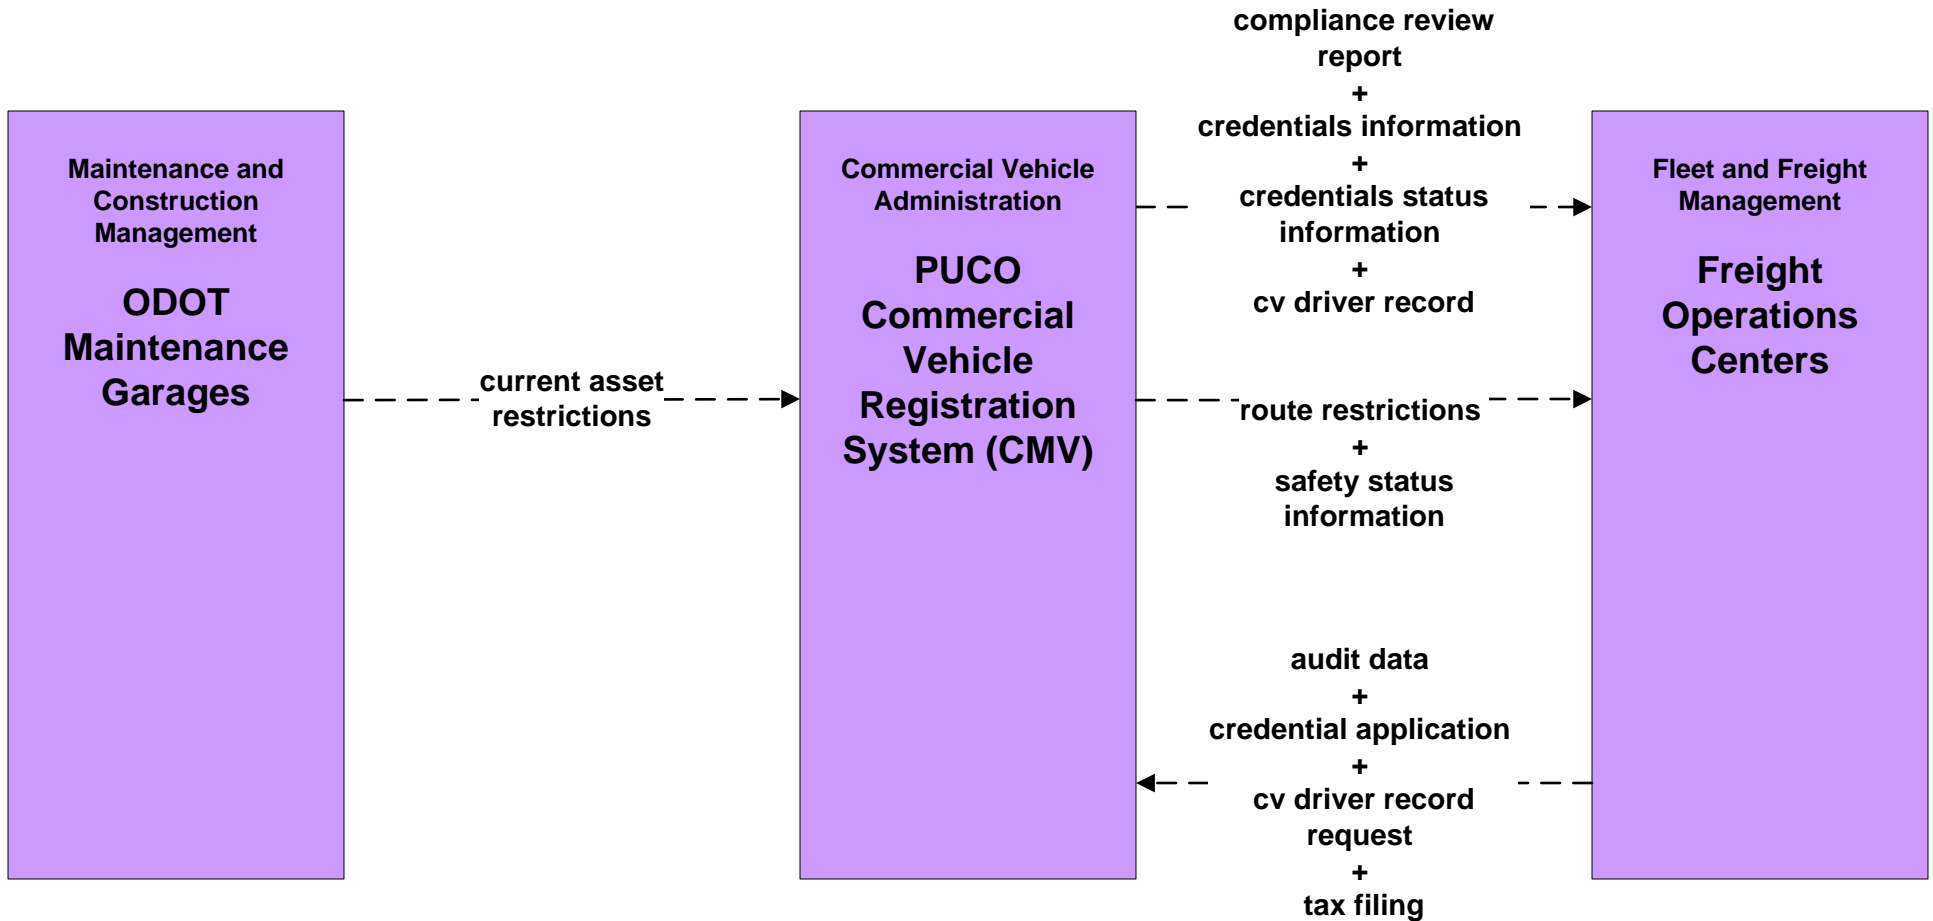 Maintenance and
Construction
Management
ODOT
Maintenance
Garages
current asset
restrictions
Commercial Vehicle
Administration
PUCO
Commercial
Vehicle
Registration
System (CMV)
compliance review
report
+
credentials information
+
credentials status
information
+
cv driver record
route restrictions
+
safety status
information
audit data
+
credential application
+
cv driver record
request
+
tax filing
Fleet and Freight
Management
Freight
Operations
Centers